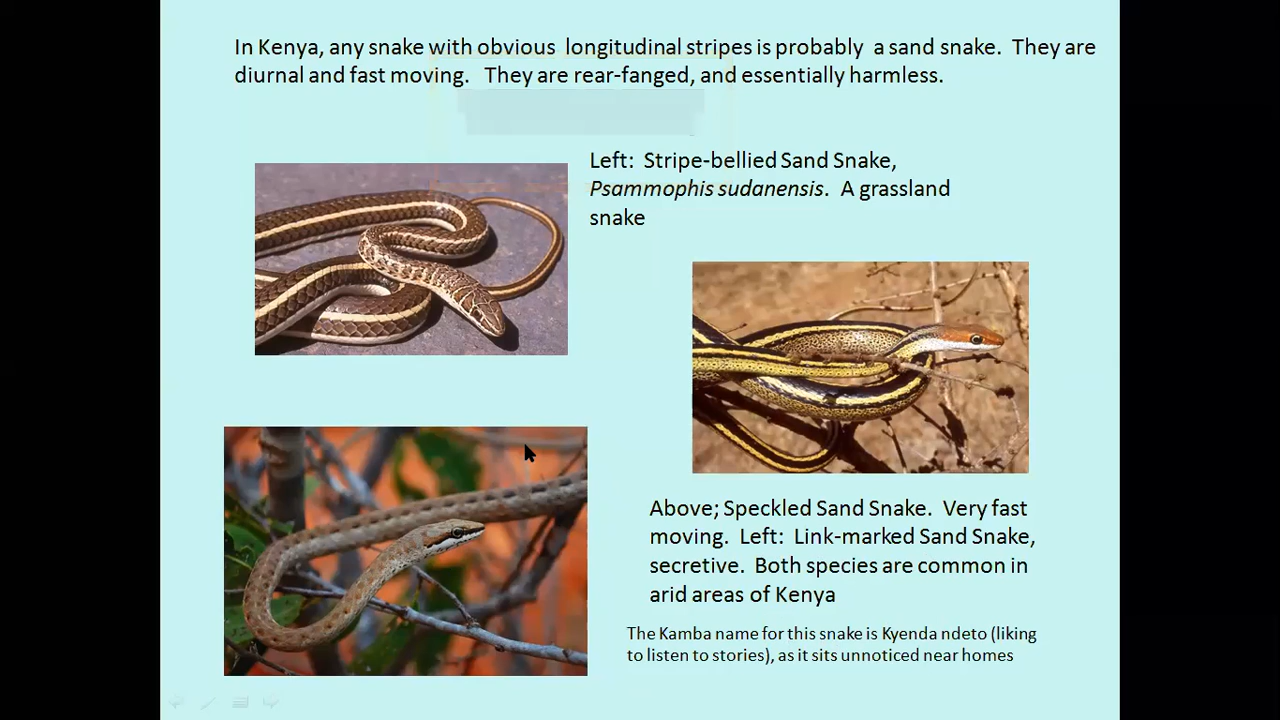 In Kenya, any snake with obvious  longitudinal stripes is probably  a sand snake.  They are
diurnal and fast moving.   They are rear-fanged, and essentially harmless.
Left:  Stripe-bellied Sand Snake,
Psammophis sudanensis.  A grassland
snake
Above; Speckled Sand Snake.  Very fast
moving.  Left:  Link-marked Sand Snake,
secretive.  Both species are common in
arid areas of Kenya
The Kamba name for this snake is Kyenda ndeto (liking
to listen to stories), as it sits unnoticed near homes